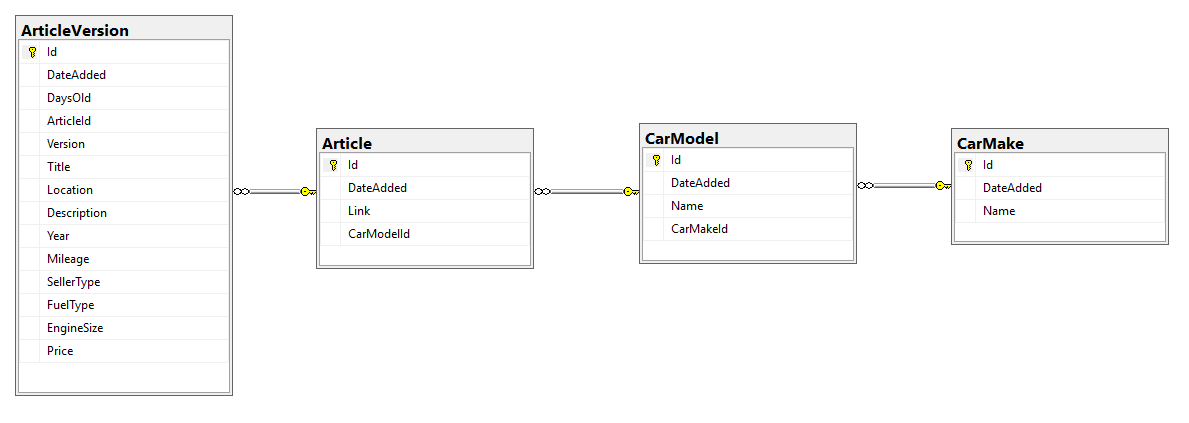 ArticleVersion
Id
DateAdded
DaysOld
ArticleId
Version
Title
Location
Description
Year
Mileage
SellerType
FuelType
EngineSize
Price
Article
Id
DateAdded
Link
CarModelId
CarModel
Id
DateAdded
Name
CarMakeId
CarMake
Id
DateAdded
Name